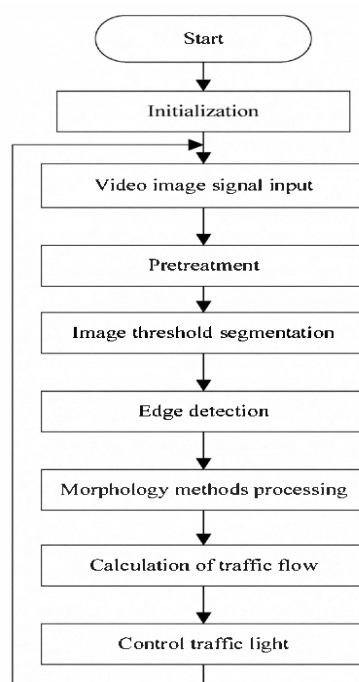 Start
Initialization
Video image signal input
Pretreatment
Image threshold segmentation
Edge detection
Morphology methods processing
Calculation of traffic flow
Control traffic light